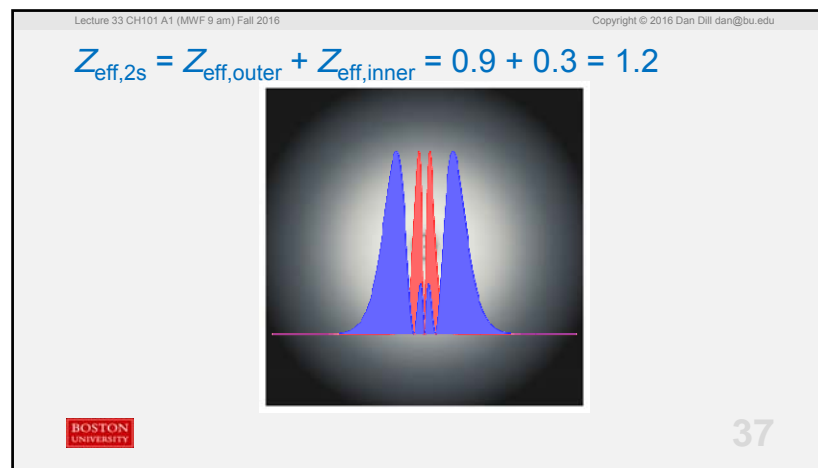 Lecture 33 CH101 A1 (MWF 9 am) Fall 2016
Copyright © 2016 Dan Dill dan@bu.edu
Zeff,2s = Zeff,outer + Zeff,inner = 0.9 + 0.3 = 1.2
BOSTON
UNIVERSITY
37